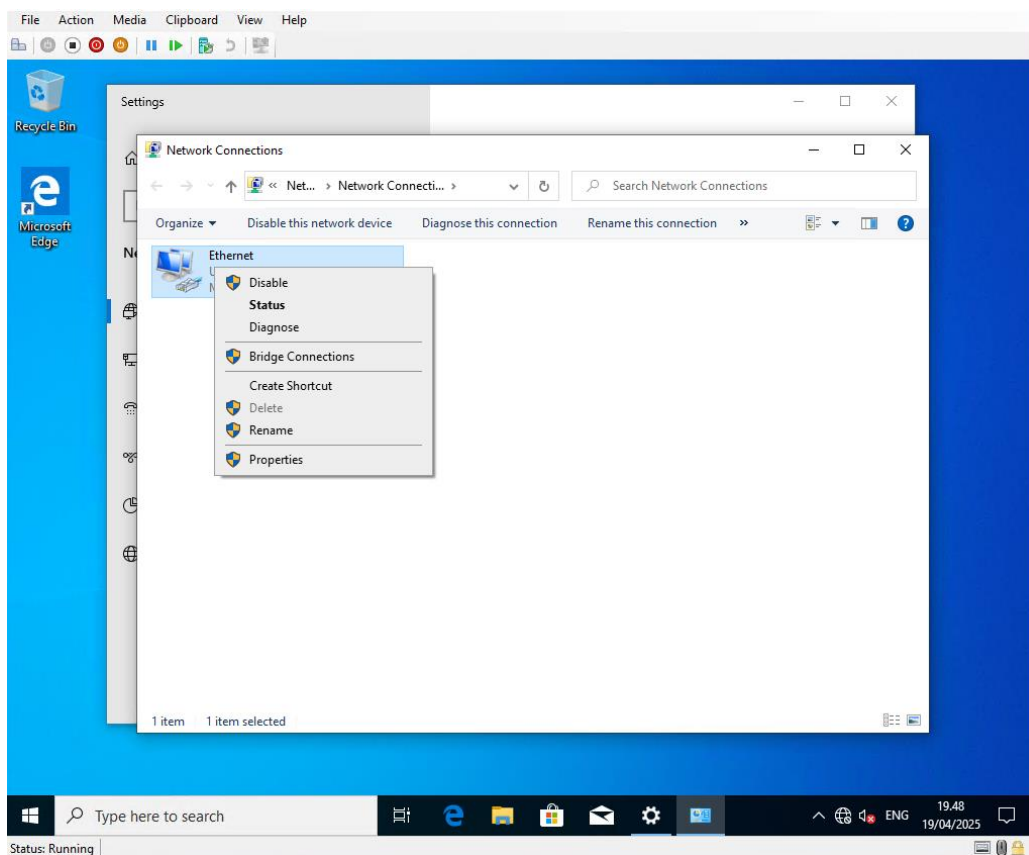 File Action Media Clipboard View Help
Recycle Bin
Microsoft
Edge
Settings
Network Connections
« Net... › Network Connecti... ›
Search Network Connections
Organize Disable this network device Diagnose this connection Rename this connection »
Ethernet
Disable
Status
Diagnose
Bridge Connections
Create Shortcut
Delete
Rename
Properties
1 item 1 item selected
Type here to search
ENG
19.48
19/04/2025
Status: Running